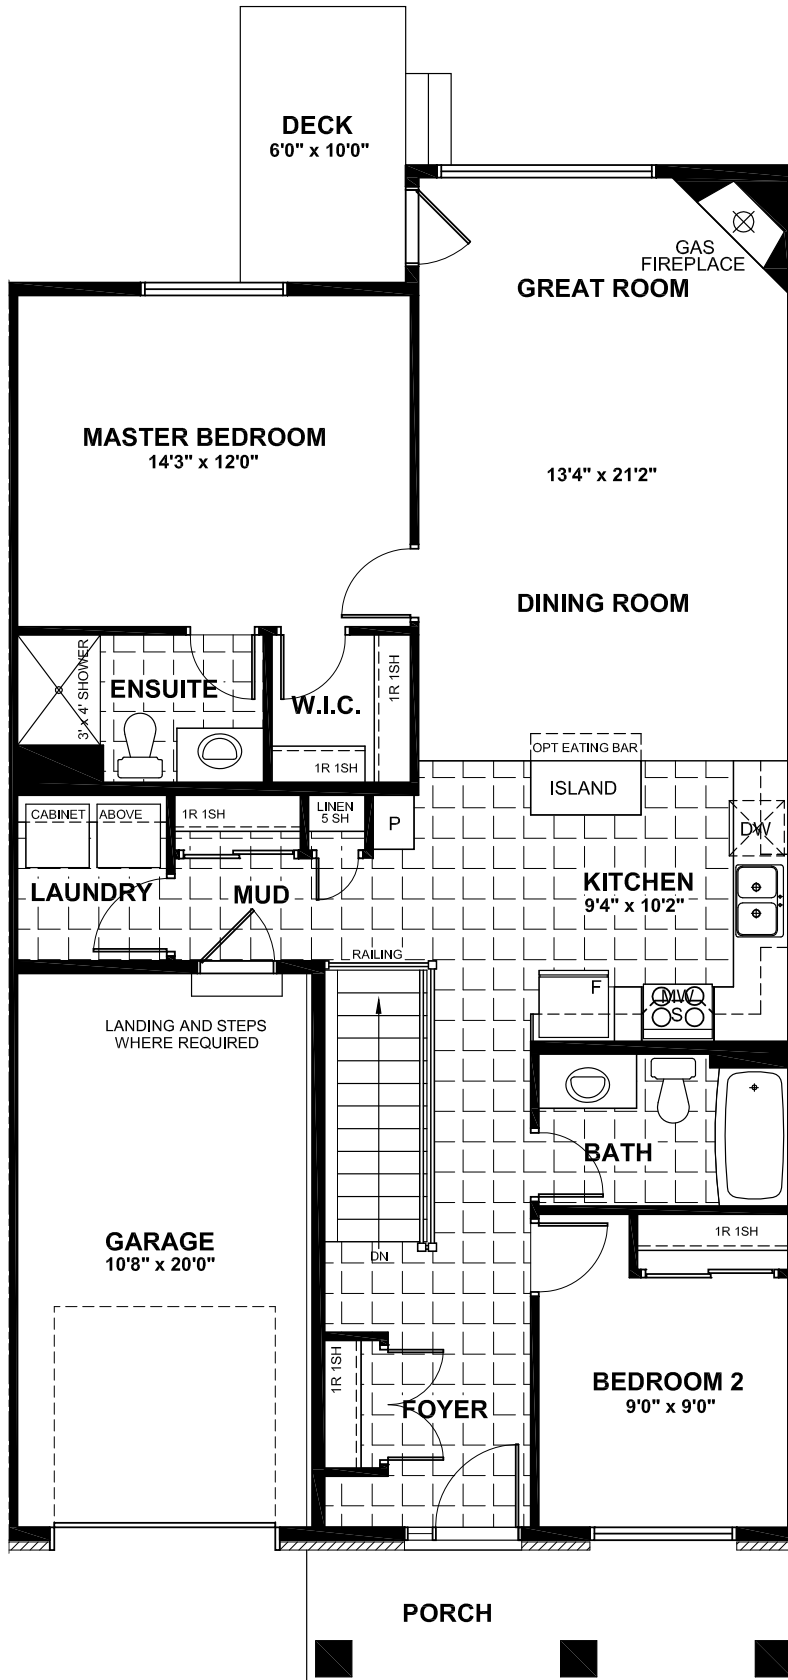 DECK
6'0" x 10'0"
GAS
FIREPLACE
GREAT ROOM
MASTER BEDROOM
14'3" x 12'0"
13'4" x 21'2"
DINING ROOM
3' x 4' SHOWER
ENSUITE
W.I.C.
1R 1SH
1R 1SH
OPT EATING BAR
ISLAND
CABINET
ABOVE
1R 1SH
LINEN
5 SH
P
DW
LAUNDRY
MUD
KITCHEN
9'4" x 10'2"
RAILING
F
MW
S
LANDING AND STEPS
WHERE REQUIRED
BATH
GARAGE
10'8" x 20'0"
DN
1R 1SH
1R 1SH
BEDROOM 2
9'0" x 9'0"
FOYER
PORCH